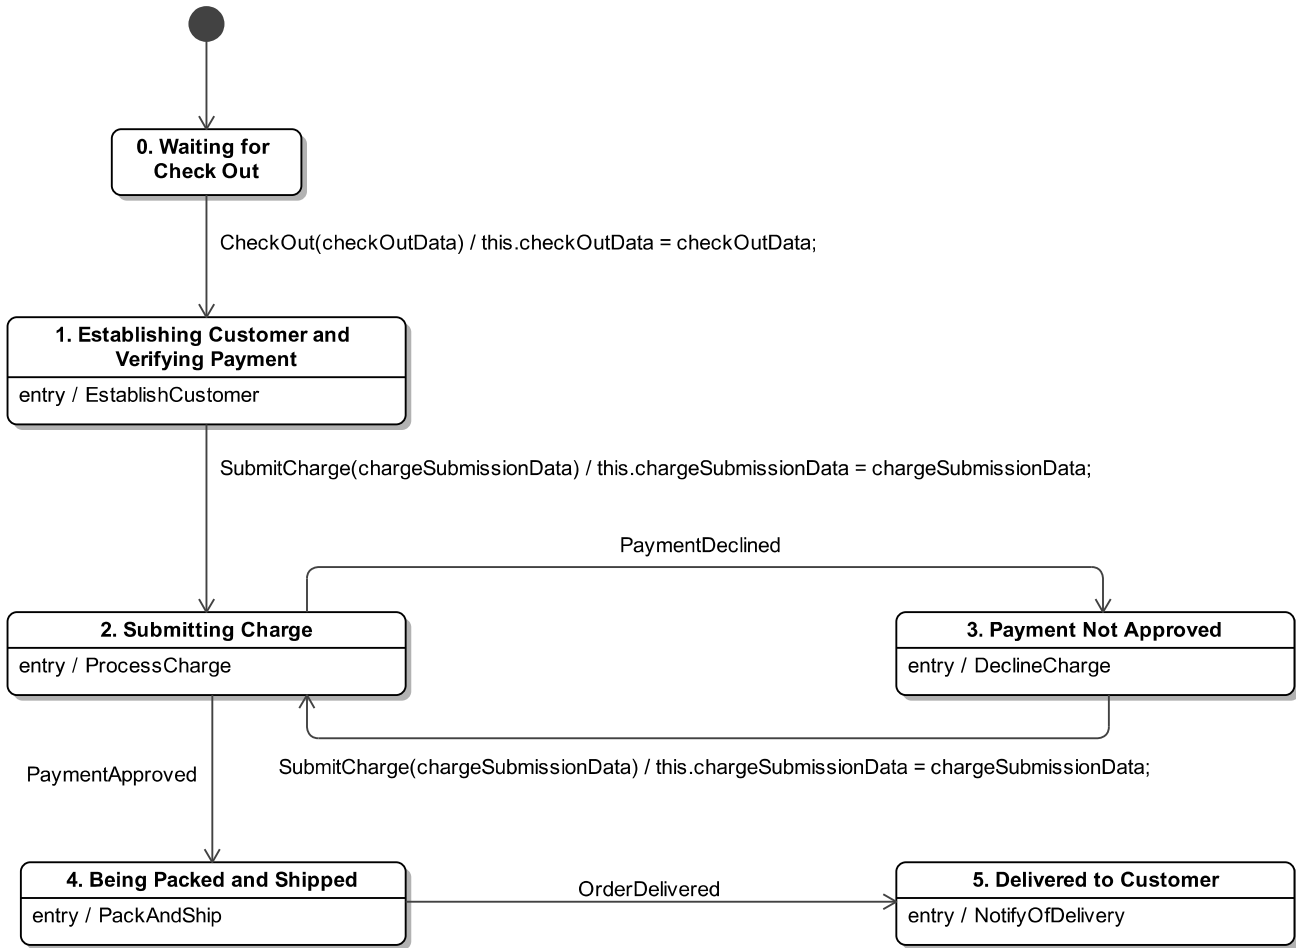 0. Waiting for
Check Out
CheckOut(checkOutData) / this.checkOutData = checkOutData;
1. Establishing Customer and
Verifying Payment
entry / EstablishCustomer
SubmitCharge(chargeSubmissionData) / this.chargeSubmissionData = chargeSubmissionData;
PaymentDeclined
2. Submitting Charge
entry / ProcessCharge
3. Payment Not Approved
entry / DeclineCharge
SubmitCharge(chargeSubmissionData) / this.chargeSubmissionData = chargeSubmissionData;
PaymentApproved
4. Being Packed and Shipped
entry / PackAndShip
OrderDelivered
5. Delivered to Customer
entry / NotifyOfDelivery